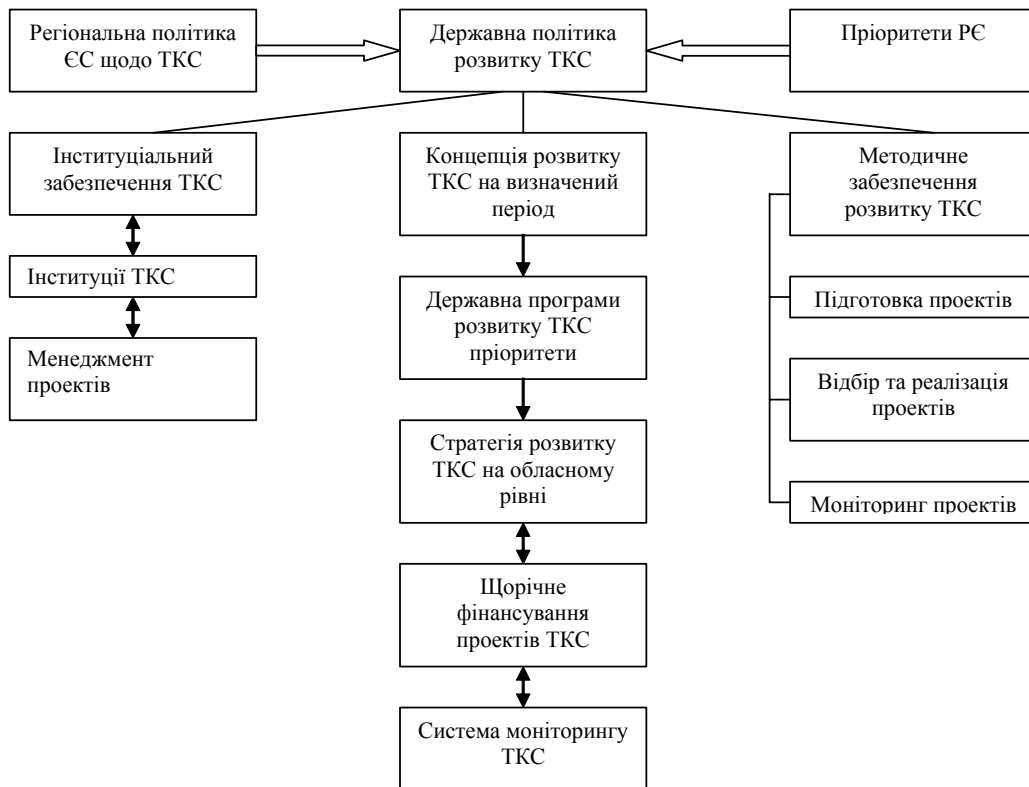 Регіональна політика
ЄС щодо ТКС
Державна політика
розвитку ТКС
Пріоритети РЄ
Інституціальний
забезпечення ТКС
Концепція розвитку
ТКС на визначений
період
Методичне
забезпечення
розвитку ТКС
Інституції ТКС
Державна програми
розвитку ТКС
пріоритети
Підготовка проектів
Менеджмент
проектів
Відбір та реалізація
проектів
Стратегія розвитку
ТКС на обласному
рівні
Моніторинг проектів
Щорічне
фінансування
проектів ТКС
Система моніторингу
ТКС